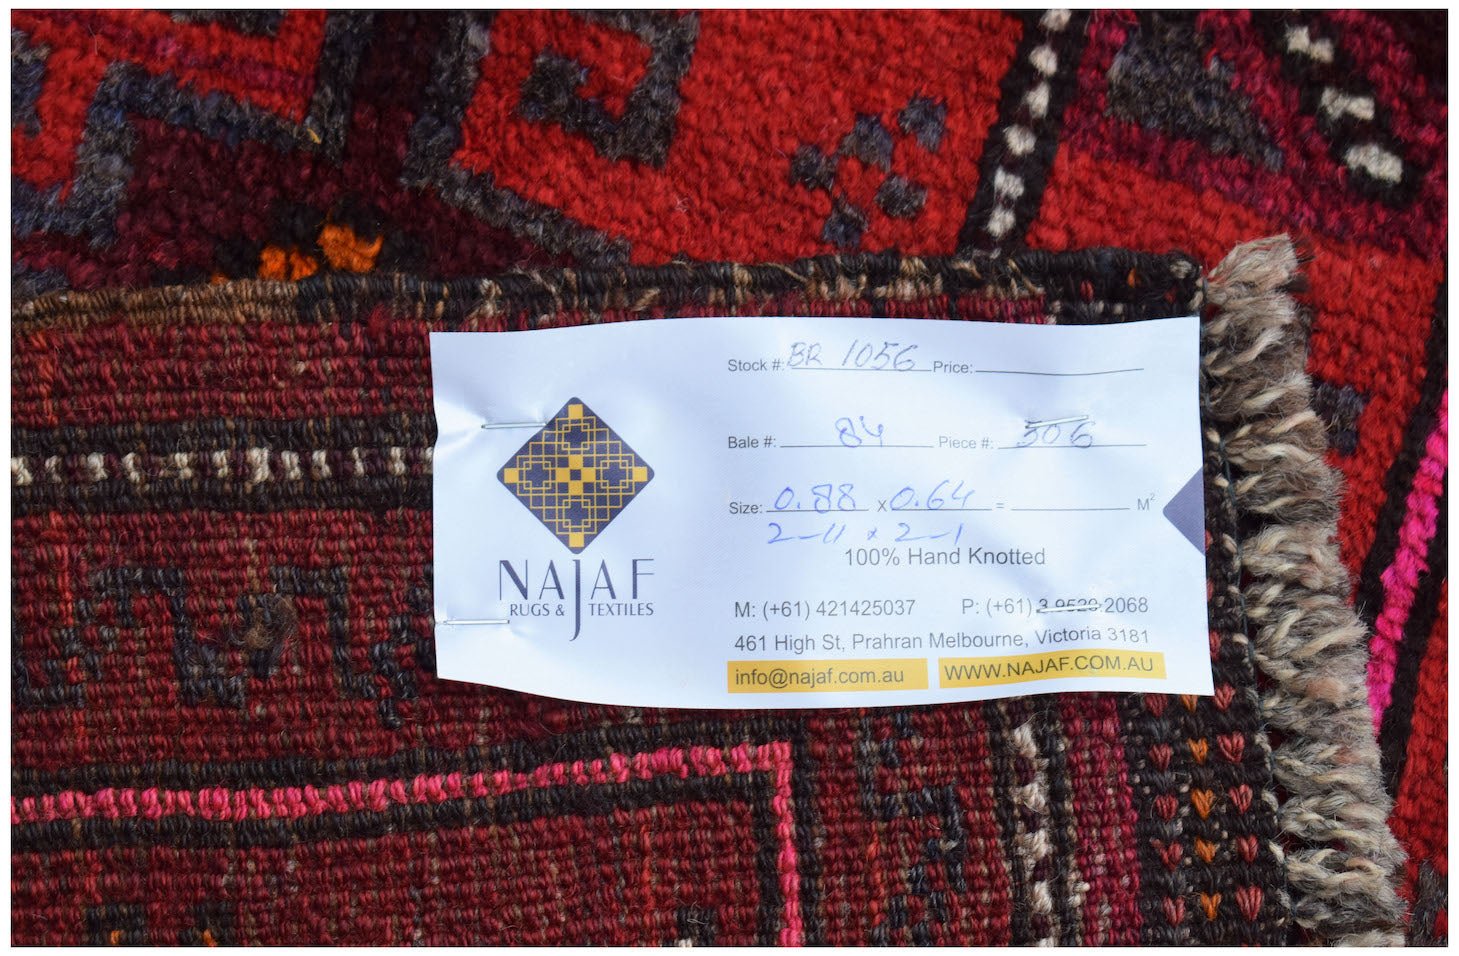 NAJAF
RUGS & TEXTILES
Stock #: BR 1056 Price:
Bale #: 84 Piece #: 306
Size: 0.88 x 0.64 = M²
2-11 x 2-1
100% Hand Knotted
M: (+61) 421425037 P: (+61) 3 9529 2068
461 High St, Prahran Melbourne, Victoria 3181
info@najaf.com.au WWW.NAJAF.COM.AU